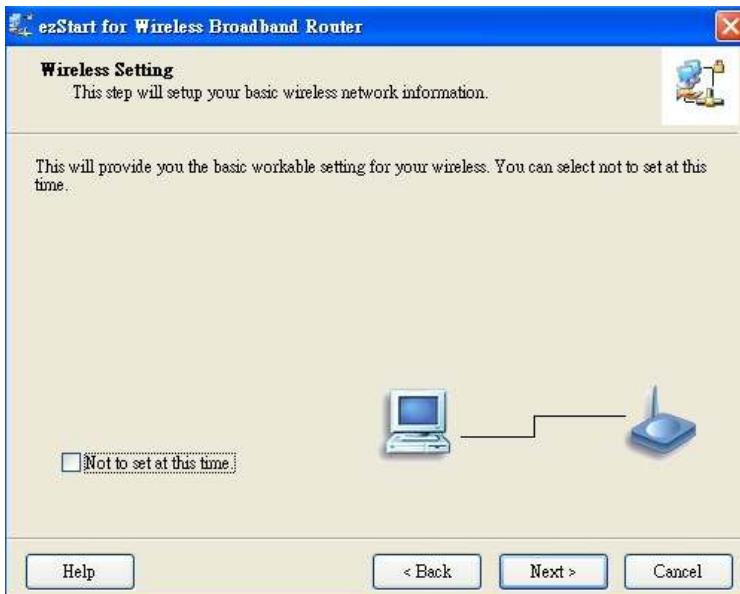 ezStart for Wireless Broadband Router
Wireless Setting
This step will setup your basic wireless network information.
This will provide you the basic workable setting for your wireless. You can select not to set at this
time.
Not to set at this time.
Help
< Back
Next >
Cancel